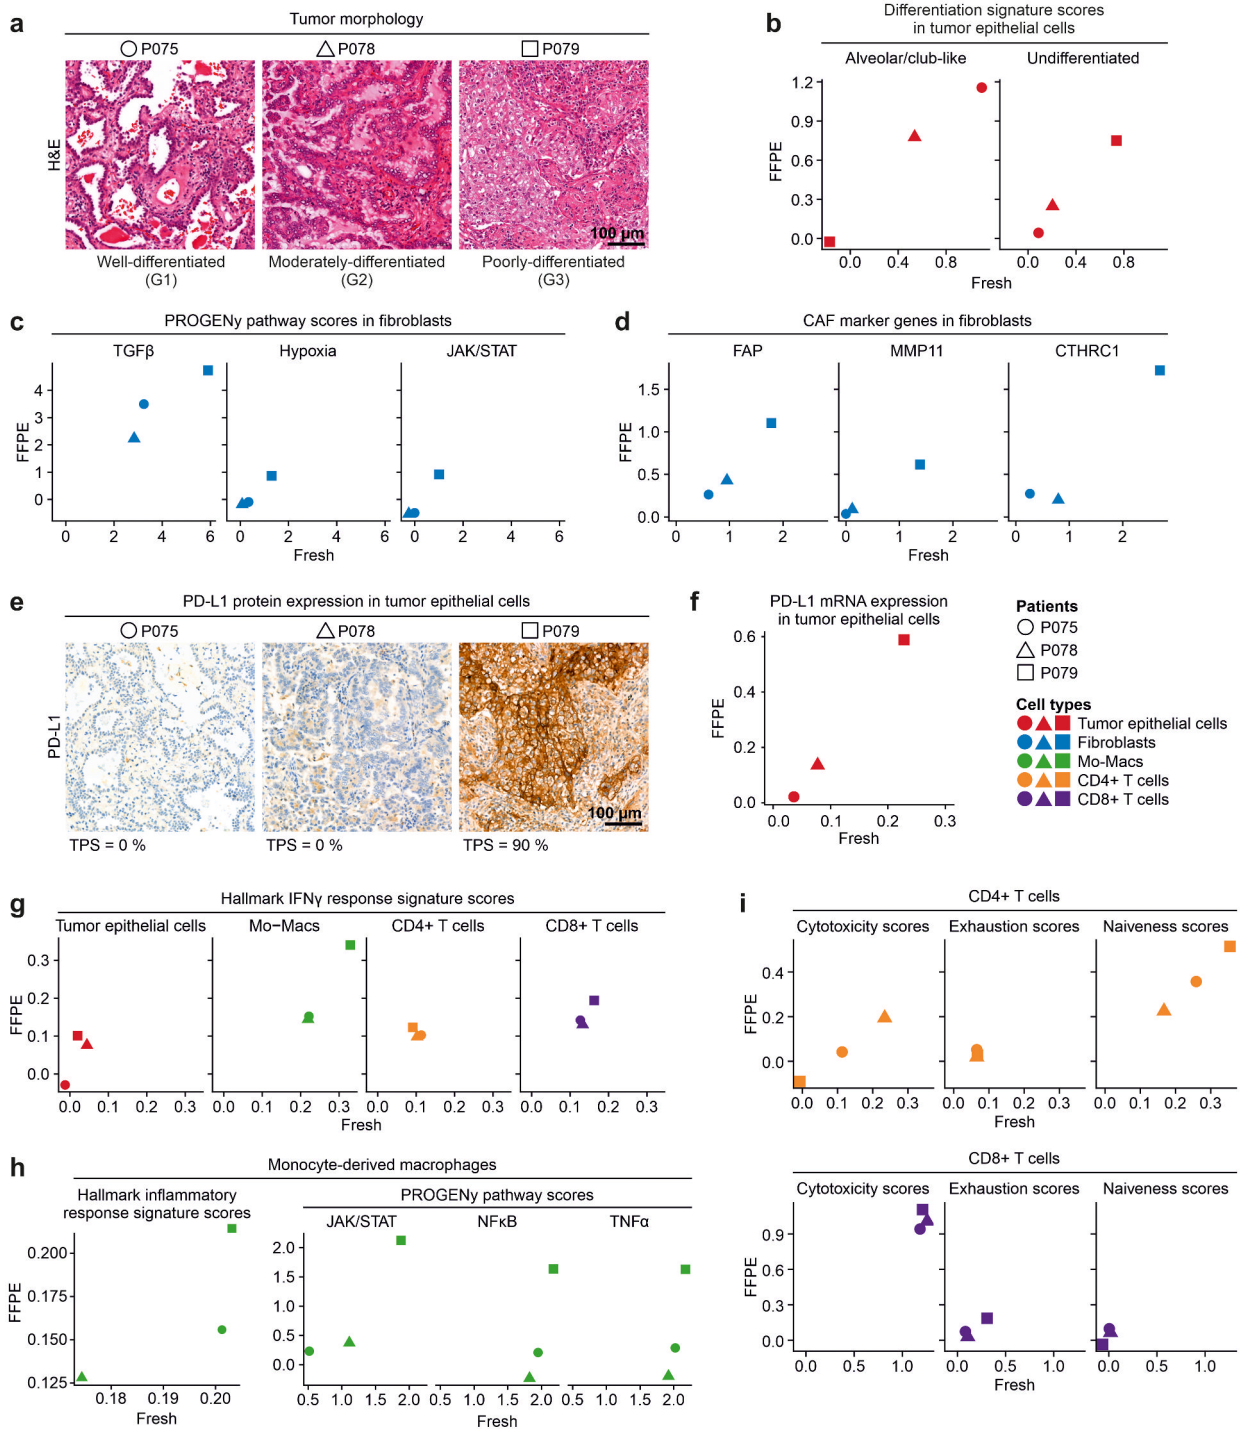 a
Tumor morphology
P075
P078
P079
H&E
100 µm
Well-differentiated
(G1)
Moderately-differentiated
(G2)
Poorly-differentiated
(G3)
b
Differentiation signature scores
in tumor epithelial cells
Alveolar/club-like
Undifferentiated
FFPE
1.2
0.9
0.6
0.3
0.0
0.0 0.4 0.8
0.0 0.4 0.8
Fresh
c
PROGENy pathway scores in fibroblasts
TGFβ
Hypoxia
JAK/STAT
FFPE
4
3
2
1
0
0 2 4 6
0 2 4 6
0 2 4 6
Fresh
d
CAF marker genes in fibroblasts
FAP
MMP11
CTHRC1
FFPE
1.5
1.0
0.5
0.0
0 1 2
0 1 2
0 1 2
Fresh
e
PD-L1 protein expression in tumor epithelial cells
P075
P078
P079
PD-L1
100 µm
TPS = 0 %
TPS = 0 %
TPS = 90 %
f
PD-L1 mRNA expression
in tumor epithelial cells
FFPE
0.6
0.4
0.2
0.0
0.0 0.1 0.2 0.3
Fresh
Patients
P075
P078
P079
Cell types
Tumor epithelial cells
Fibroblasts
Mo-Macs
CD4+ T cells
CD8+ T cells
g
Hallmark IFNγ response signature scores
Tumor epithelial cells
Mo−Macs
CD4+ T cells
CD8+ T cells
FFPE
0.3
0.2
0.1
0.0
0.0 0.1 0.2 0.3
0.0 0.1 0.2 0.3
0.0 0.1 0.2 0.3
0.0 0.1 0.2 0.3
Fresh
h
Monocyte-derived macrophages
Hallmark inflammatory
response signature scores
FFPE
0.200
0.175
0.150
0.125
0.18 0.19 0.20
Fresh
PROGENy pathway scores
JAK/STAT
NFκB
TNFα
2.0
1.5
1.0
0.5
0.0
0.5 1.0 1.5 2.0
0.5 1.0 1.5 2.0
0.5 1.0 1.5 2.0
Fresh
i
CD4+ T cells
Cytotoxicity scores
Exhaustion scores
Naiveness scores
FFPE
0.4
0.2
0.0
0.0 0.1 0.2 0.3
0.0 0.1 0.2 0.3
0.0 0.1 0.2 0.3
Fresh
CD8+ T cells
Cytotoxicity scores
Exhaustion scores
Naiveness scores
FFPE
0.9
0.6
0.3
0.0
0.0 0.5 1.0
0.0 0.5 1.0
0.0 0.5 1.0
Fresh